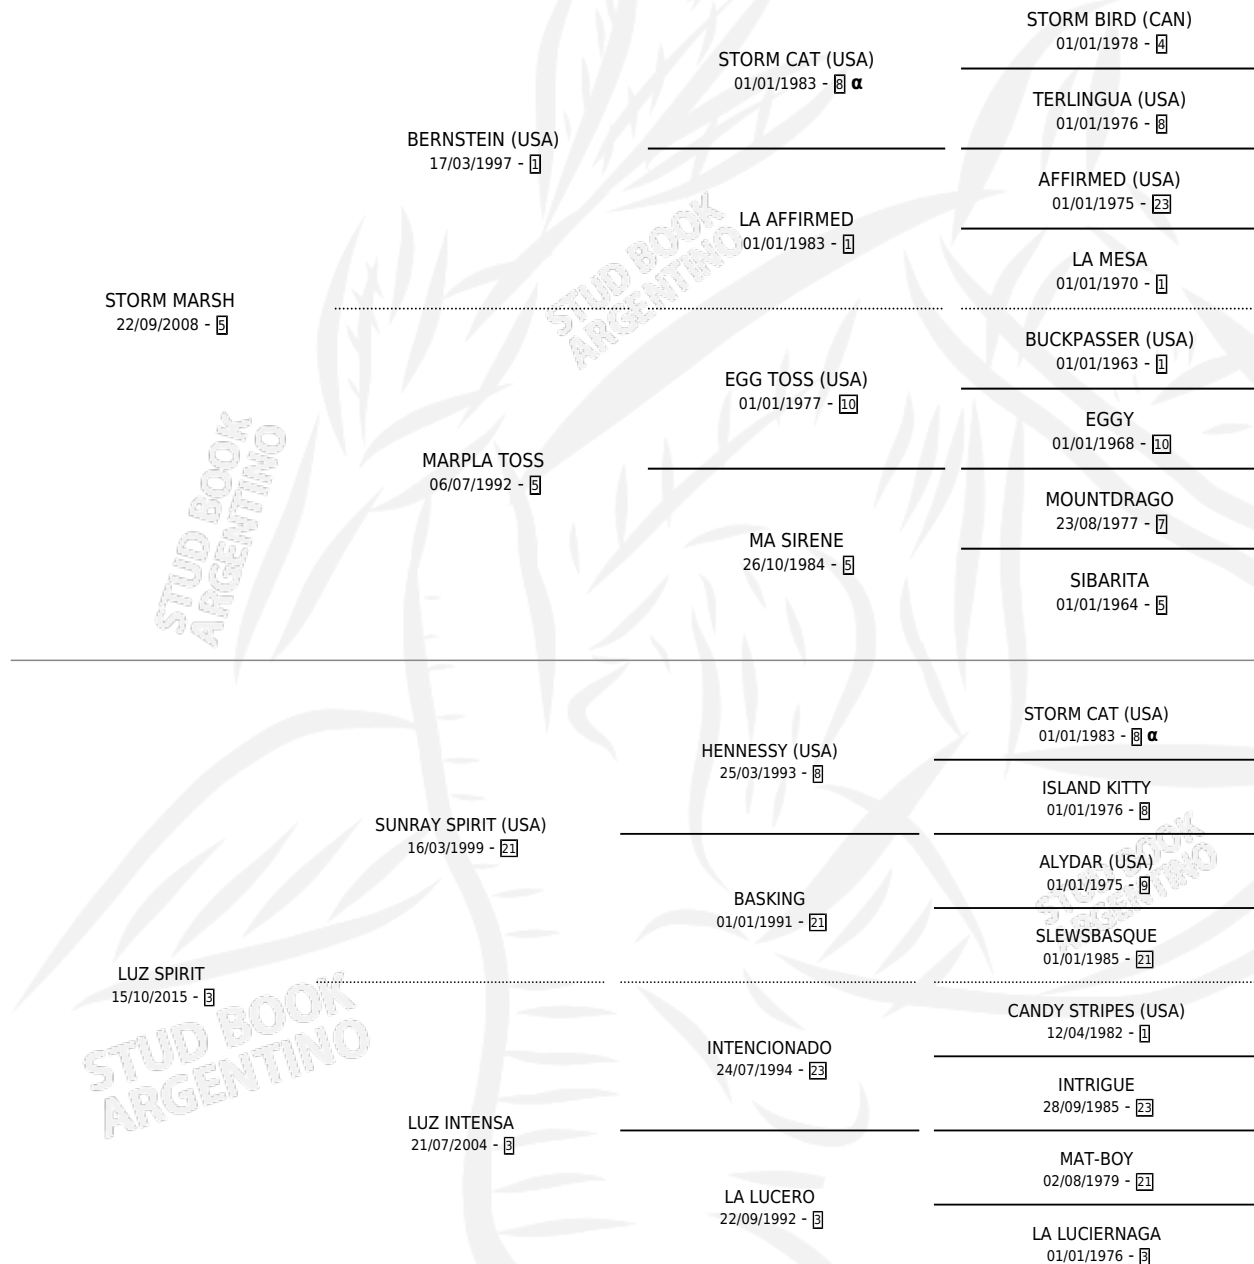 STORM BIRD (CAN)
01/01/1978 - 4
STORM CAT (USA)
01/01/1983 - 8 α
TERLINGUA (USA)
01/01/1976 - 8
BERNSTEIN (USA)
17/03/1997 - 1
AFFIRMED (USA)
01/01/1975 - 23
LA AFFIRMED
01/01/1983 - 1
LA MESA
01/01/1970 - 1
STORM MARSH
22/09/2008 - 5
BUCKPASSER (USA)
01/01/1963 - 1
EGG TOSS (USA)
01/01/1977 - 10
EGGY
01/01/1968 - 10
MARPLA TOSS
06/07/1992 - 5
MOUNTDRAGO
23/08/1977 - 7
MA SIRENE
26/10/1984 - 5
SIBARITA
01/01/1964 - 5
STORM CAT (USA)
01/01/1983 - 8 α
HENNESSY (USA)
25/03/1993 - 8
ISLAND KITTY
01/01/1976 - 8
SUNRAY SPIRIT (USA)
16/03/1999 - 21
ALYDAR (USA)
01/01/1975 - 9
BASKING
01/01/1991 - 21
SLEWSBASQUE
01/01/1985 - 21
LUZ SPIRIT
15/10/2015 - 3
CANDY STRIPES (USA)
12/04/1982 - 1
INTENCIONADO
24/07/1994 - 23
INTRIGUE
28/09/1985 - 23
LUZ INTENSA
21/07/2004 - 3
MAT-BOY
02/08/1979 - 21
LA LUCERO
22/09/1992 - 3
LA LUCIERNAGA
01/01/1976 - 3
STUD BOOK
ARGENTINO
STUD BOOK
ARGENTINO
STUD BOOK
ARGENTINO
STUD BOOK
ARGENTINO